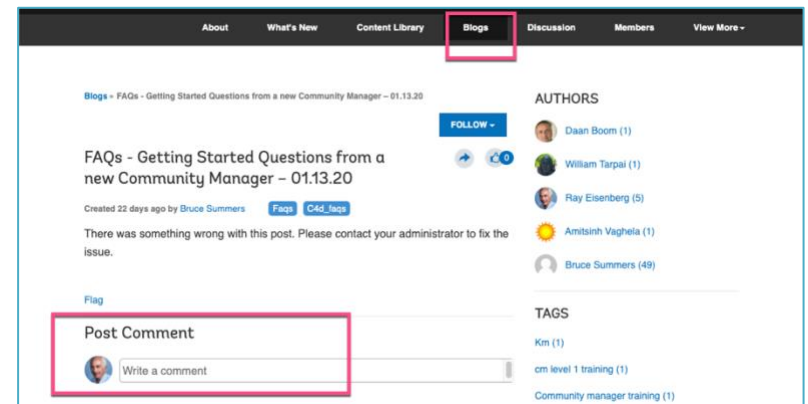 About What's New Content Library Blogs Discussion Members View More
Blogs » FAQs - Getting Started Questions from a new Community Manager – 01.13.20
FOLLOW
FAQs - Getting Started Questions from a
new Community Manager – 01.13.20
0
Created 22 days ago by Bruce Summers Faqs C4d_faqs
There was something wrong with this post. Please contact your administrator to fix the
issue.
Flag
Post Comment
Write a comment
AUTHORS
Daan Boom (1)
William Tarpai (1)
Ray Eisenberg (5)
Amitsinh Vaghela (1)
Bruce Summers (49)
TAGS
Km (1)
cm level 1 training (1)
Community manager training (1)